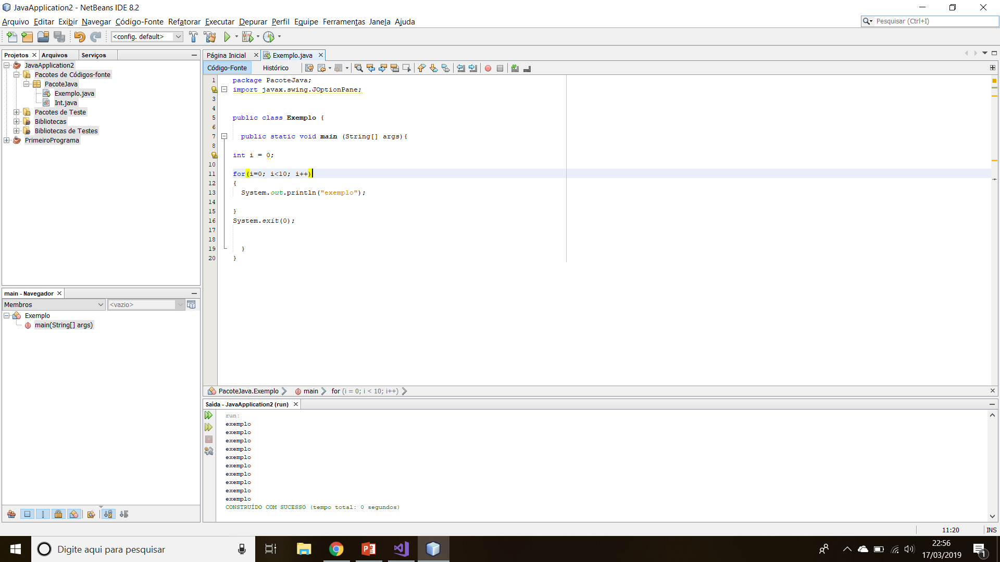 JavaApplication2 - NetBeans IDE 8.2
Arquivo Editar Exibir Navegar Código-Fonte Refatorar Executar Depurar Perfil Equipe Ferramentas Janela Ajuda
Pesquisar (Ctrl+I)
<config. default>
Projetos Arquivos Serviços
JavaApplication2
Pacotes de Códigos-fonte
PacoteJava
Exemplo.java
Int.java
Pacotes de Teste
Bibliotecas
Bibliotecas de Testes
PrimeiroPrograma
main - Navegador
Membros <vazio>
Exemplo
main(String[] args)
Página Inicial Exemplo.java
Código-Fonte Histórico
1 package PacoteJava;
import javax.swing.JOptionPane;
3
4
5 public class Exemplo {
6
7 public static void main (String[] args){
8
int i = 0;
10
11 for(i=0; i<10; i++)
12 {
13 System.out.println("exemplo");
14
15 }
16 System.exit(0);
17
18
19 }
20 }
PacoteJava.Exemplo main for (i = 0; i < 10; i++)
Saída - JavaApplication2 (run)
run:
exemplo
exemplo
exemplo
exemplo
exemplo
exemplo
exemplo
exemplo
exemplo
exemplo
CONSTRUÍDO COM SUCESSO (tempo total: 0 segundos)
11:20 INS
Digite aqui para pesquisar
22:56
17/03/2019
1